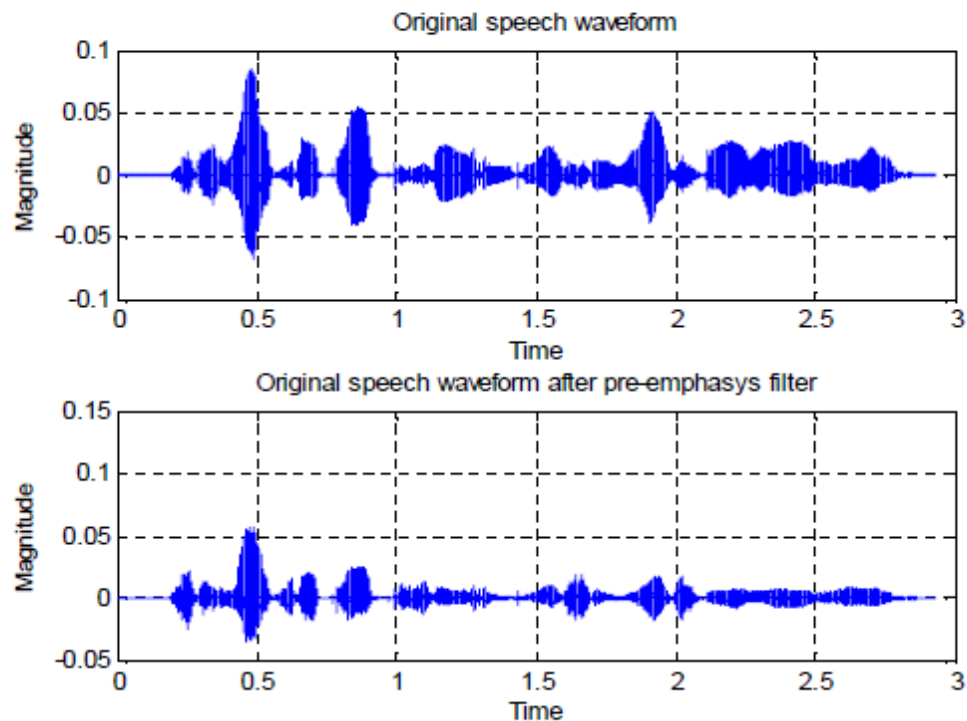 Original speech waveform
0.1
0.05
0
-0.05
-0.1
Magnitude
0 0.5 1 1.5 2 2.5 3
Time
Original speech waveform after pre-emphasys filter
0.15
0.1
0.05
0
-0.05
Magnitude
0 0.5 1 1.5 2 2.5 3
Time